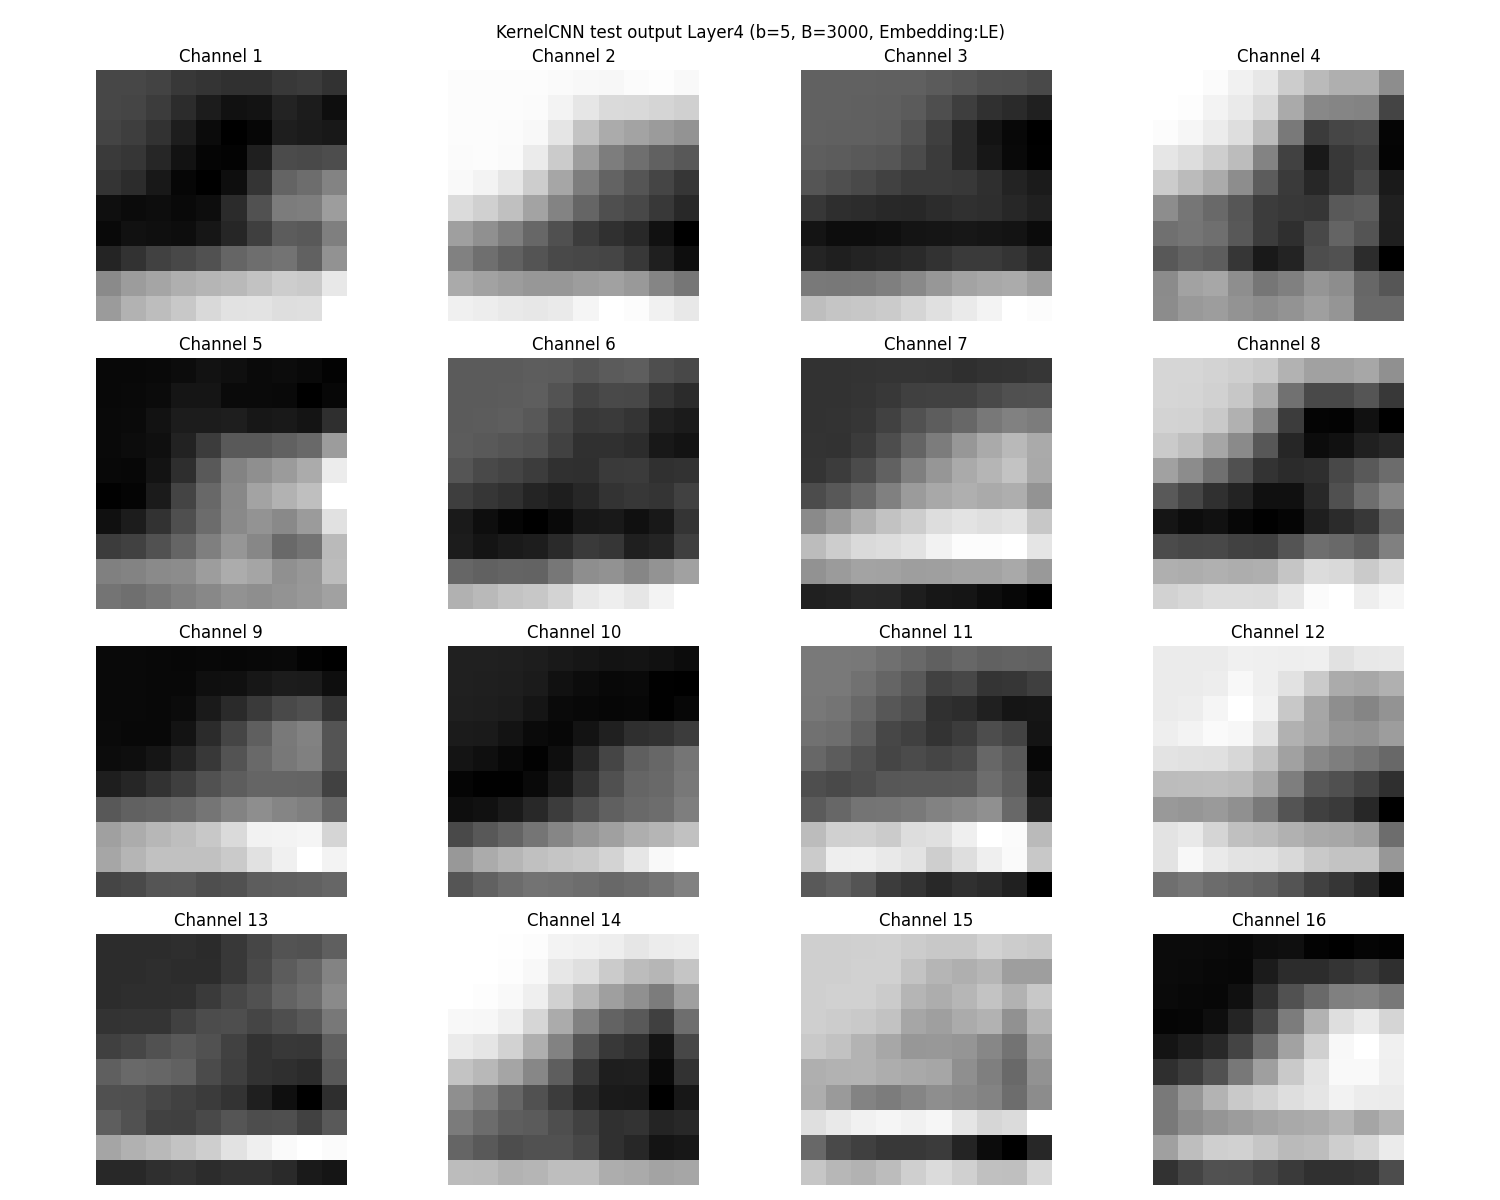 KernelCNN test output Layer4 (b=5, B=3000, Embedding:LE)
Channel 1
Channel 2
Channel 3
Channel 4
Channel 5
Channel 6
Channel 7
Channel 8
Channel 9
Channel 10
Channel 11
Channel 12
Channel 13
Channel 14
Channel 15
Channel 16